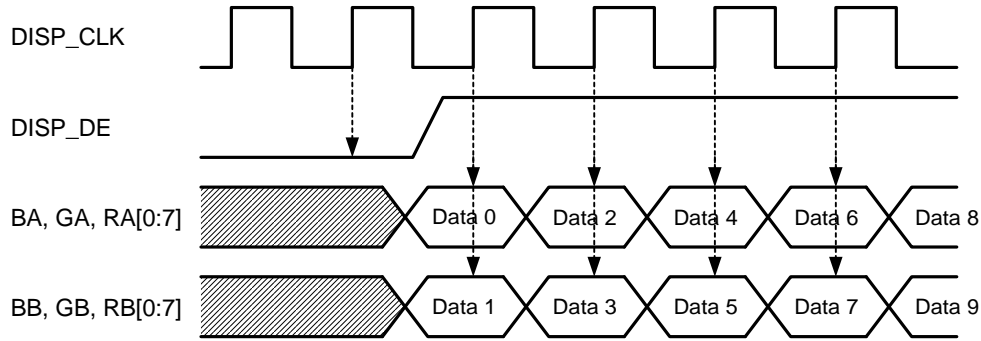 DISP_CLK
DISP_DE
BA, GA, RA[0:7] Data 0 Data 2 Data 4 Data 6 Data 8
BB, GB, RB[0:7] Data 1 Data 3 Data 5 Data 7 Data 9